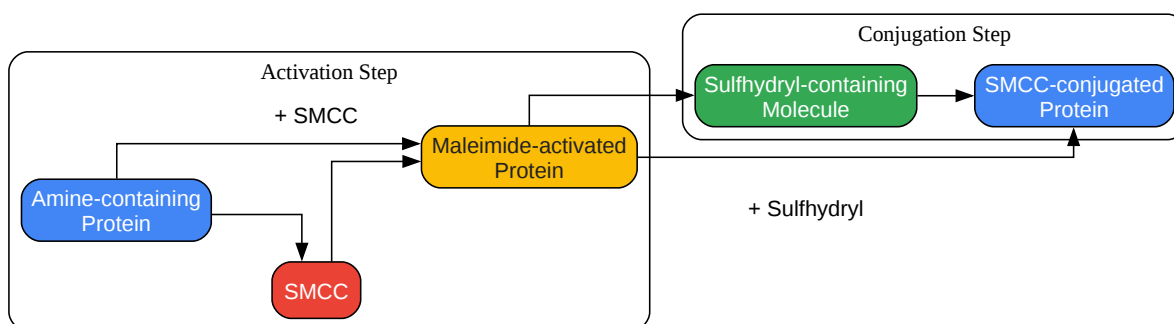 Activation Step
+ SMCC
Amine-containing
Protein
SMCC
Maleimide-activated
Protein
Conjugation Step
Sulfhydryl-containing
Molecule
SMCC-conjugated
Protein
+ Sulfhydryl